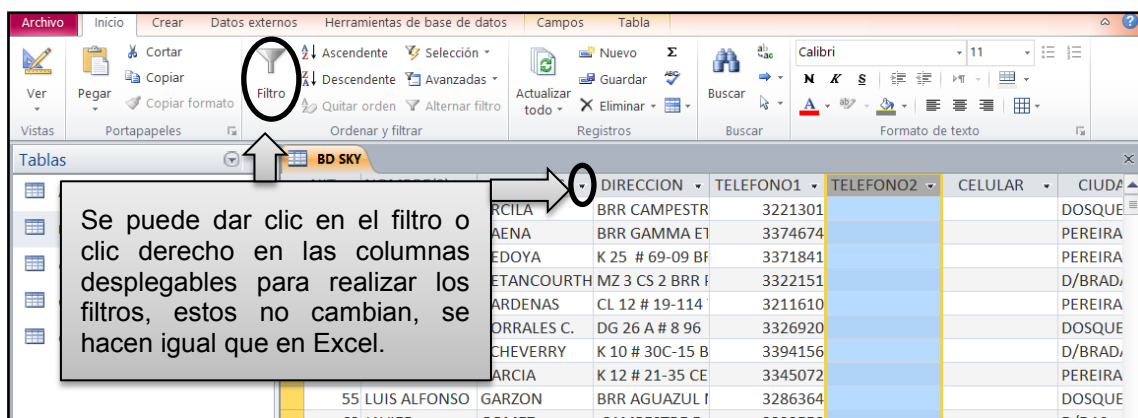 Archivo Inicio Crear Datos externos Herramientas de base de datos Campos Tabla
Ver
Pegar
Cortar
Copiar
Copiar formato
Filtro
Ascendente
Descendente
Quitar orden
Selección
Avanzadas
Alternar filtro
Actualizar
todo
Nuevo
Guardar
Eliminar
Σ
Buscar
Calibri 11
N K S
Vistas Portapapeles Ordenar y filtrar Registros Buscar Formato de texto
Tablas
BD SKY
DIRECCION TELEFONO1 TELEFONO2 CELULAR CIUDA
Se puede dar clic en el filtro o
clic derecho en las columnas
desplegables para realizar los
filtros, estos no cambian, se
hacen igual que en Excel.
RCILA BRR CAMPESTR 3221301 DOSQUE
AENA BRR GAMMA ET 3374674 PEREIRA
EDOYA K 25 # 69-09 BR 3371841 PEREIRA
ETANCOURTH MZ 3 CS 2 BRR 3322151 D/BRADA
ARDENAS CL 12 # 19-114 3211610 PEREIRA
ORRALES C. DG 26 A # 8 96 3326920 DOSQUE
CHEVERRY K 10 # 30C-15 B 3394156 D/BRADA
ARCIA K 12 # 21-35 CE 3345072 PEREIRA
55 LUIS ALFONSO GARZON BRR AGUAZUL 3286364 DOSQUE